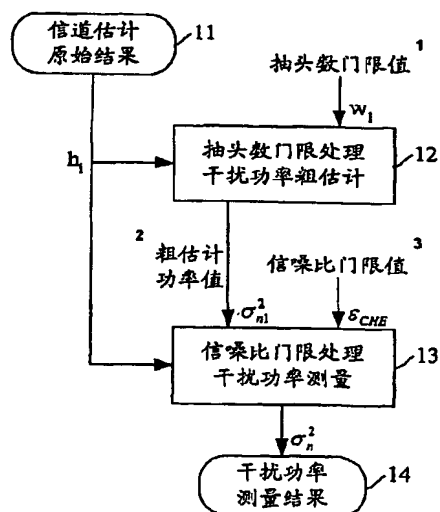 信道估计
原始结果
11
抽头数门限值 1
w₁
hᵢ
抽头数门限处理
干扰功率粗估计
12
2 粗估计
功率值
信噪比门限值 3
σ²ₙ₁
ε_CHE
信噪比门限处理
干扰功率测量
13
σ²ₙ
干扰功率
测量结果
14